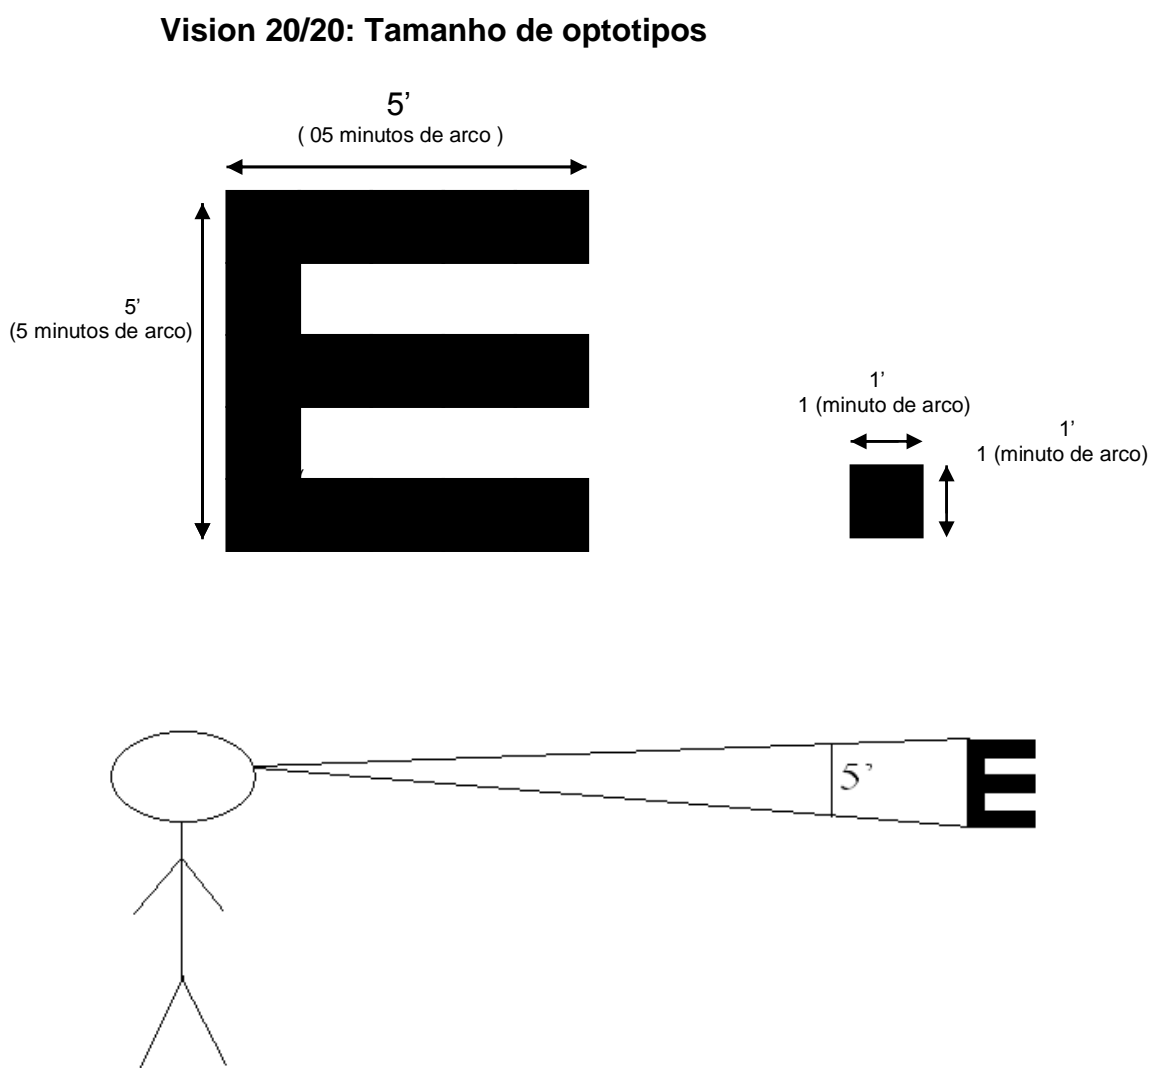 Vision 20/20: Tamanho de optotipos
5’
( 05 minutos de arco )
5’
(5 minutos de arco)
1’
1 (minuto de arco)
1’
1 (minuto de arco)
5’
E